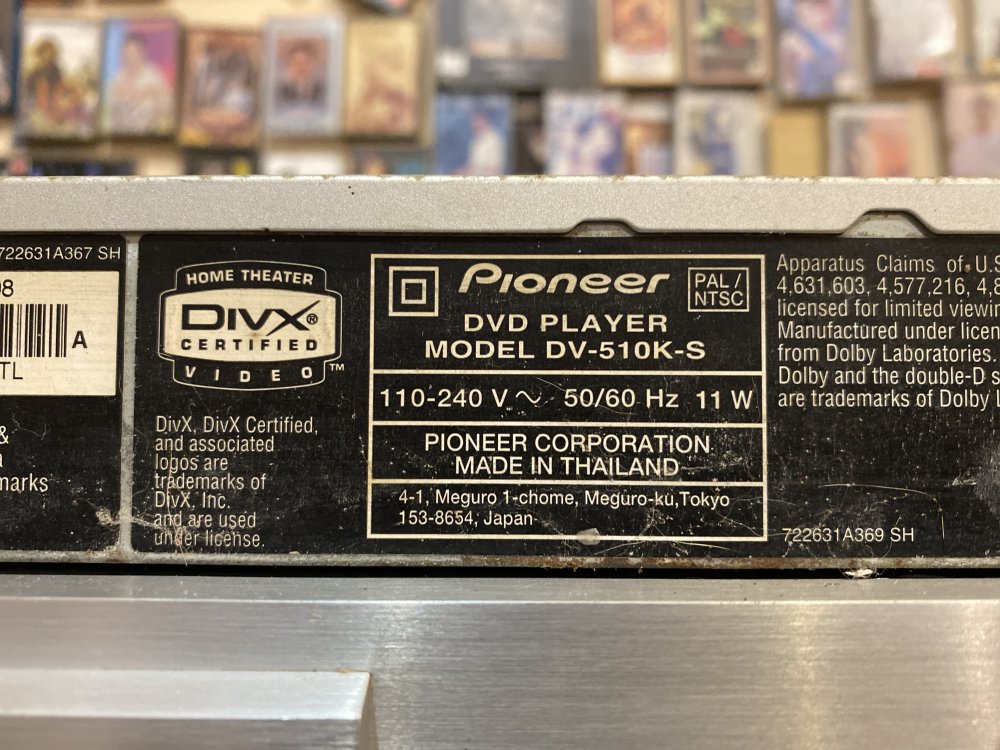 722631A367 SH
08
A
TL
&
a
marks
HOME THEATER
DivX®
CERTIFIED
VIDEO™
DivX, DivX Certified,
and associated
logos are
trademarks of
DivX, Inc.
and are used
under license.
Pioneer
PAL /
NTSC
DVD PLAYER
MODEL DV-510K-S
110-240 V ∼ 50/60 Hz 11 W
PIONEER CORPORATION
MADE IN THAILAND
4-1, Meguro 1-chome, Meguro-ku,Tokyo
153-8654, Japan
Apparatus Claims of U.S
4,631,603, 4,577,216, 4,8
licensed for limited viewin
Manufactured under licen
from Dolby Laboratories.
Dolby and the double-D s
are trademarks of Dolby L
722631A369 SH